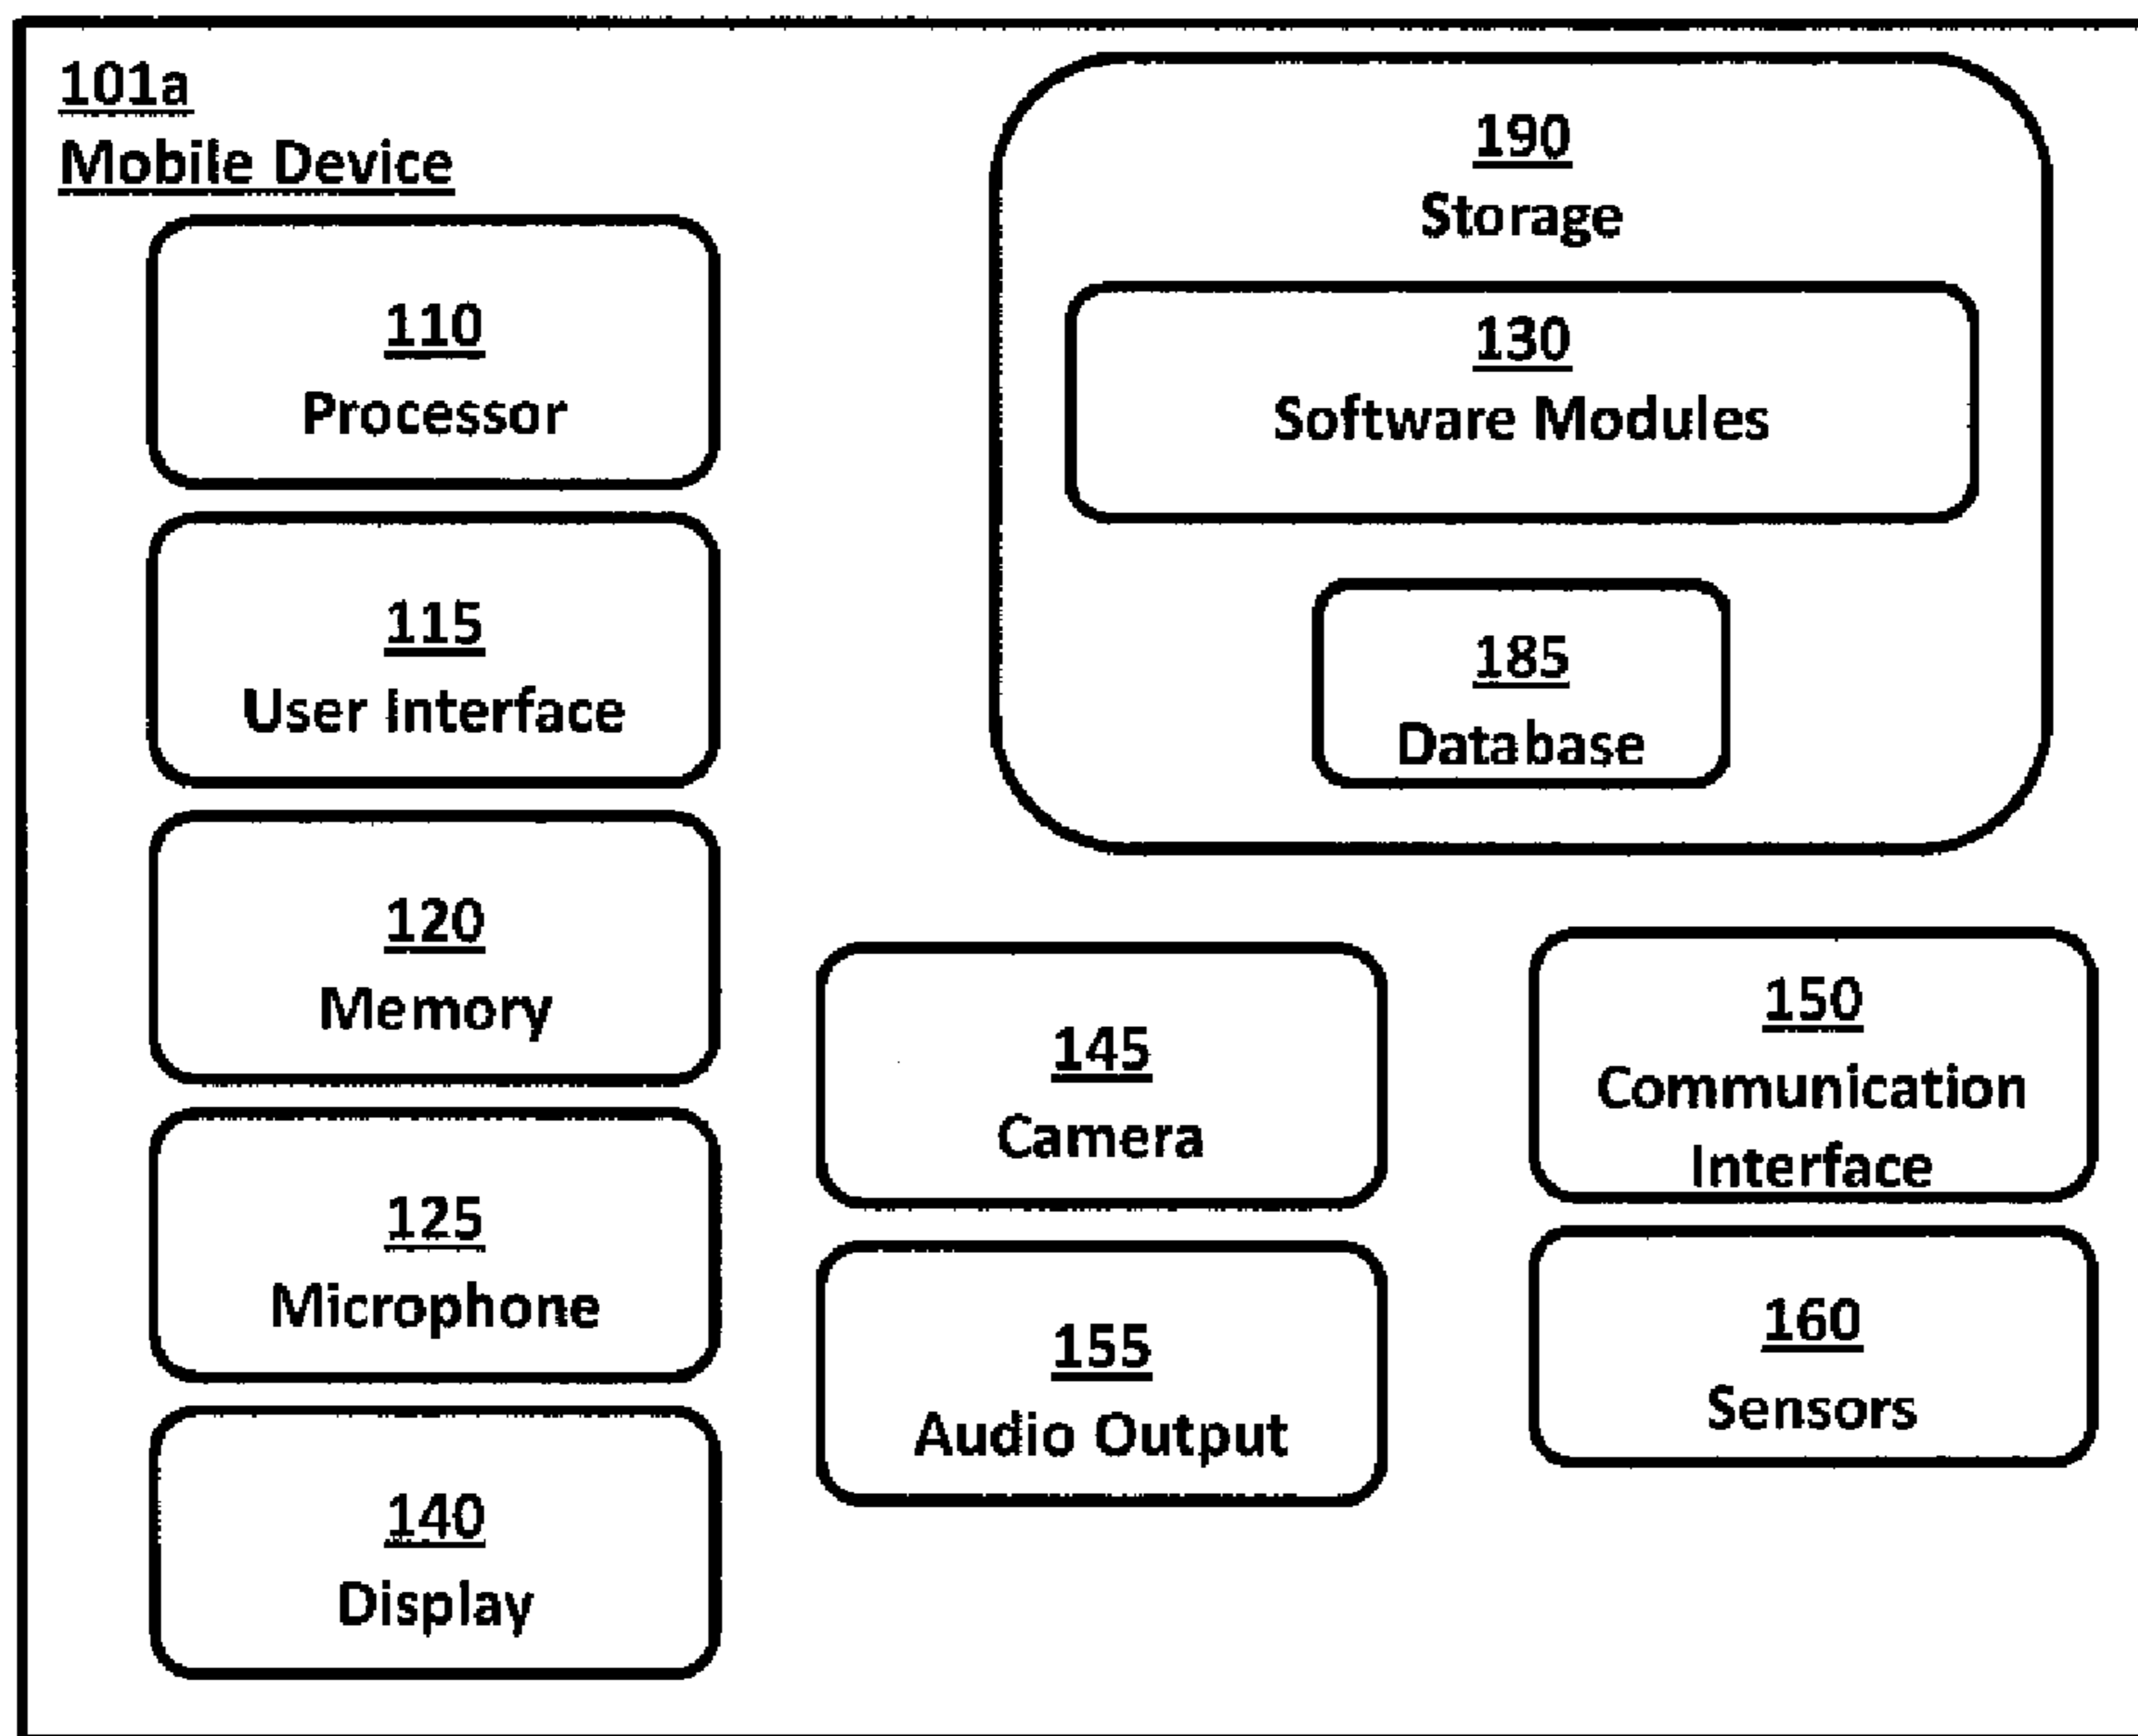 101a
Mobile Device
110
Processor
115
User Interface
120
Memory
125
Microphone
140
Display
190
Storage
130
Software Modules
185
Database
145
Camera
155
Audio Output
150
Communication
Interface
160
Sensors